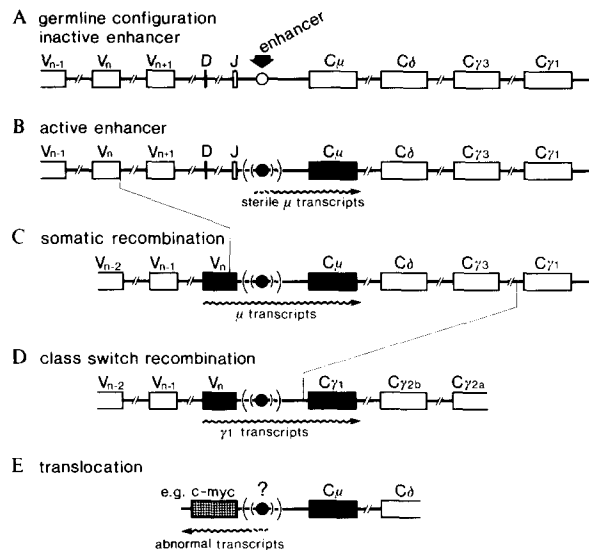 A germline configuration
inactive enhancer
enhancer
Vn-1 Vn Vn+1 D J Cμ Cδ Cγ3 Cγ1
B active enhancer
Vn-1 Vn Vn+1 D J Cμ Cδ Cγ3 Cγ1
sterile μ transcripts
C somatic recombination
Vn-2 Vn-1 Vn Cμ Cδ Cγ3 Cγ1
μ transcripts
D class switch recombination
Vn-2 Vn-1 Vn Cγ1 Cγ2b Cγ2a
γ1 transcripts
E translocation
e.g. c-myc ? Cμ Cδ
abnormal transcripts